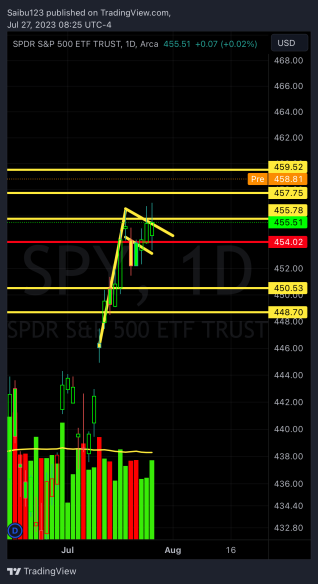 Saibu123 published on TradingView.com,
Jul 27, 2023 08:25 UTC-4
SPDR S&P 500 ETF TRUST, 1D, Arca 455.51 +0.07 (+0.02%) USD
468.00
466.00
464.00
462.00
459.52
Pre 458.81
457.75
455.78
455.51
454.02
SPY, 1D
452.00
450.53
450.00
448.70
SPDR S&P 500 ETF TRUST
448.00
446.00
444.00
442.00
440.00
438.00
436.00
434.40
432.80
D
Jul Aug 16
TradingView